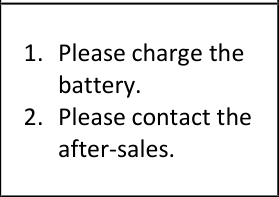 1. Please charge the
battery.
2. Please contact the
after-sales.